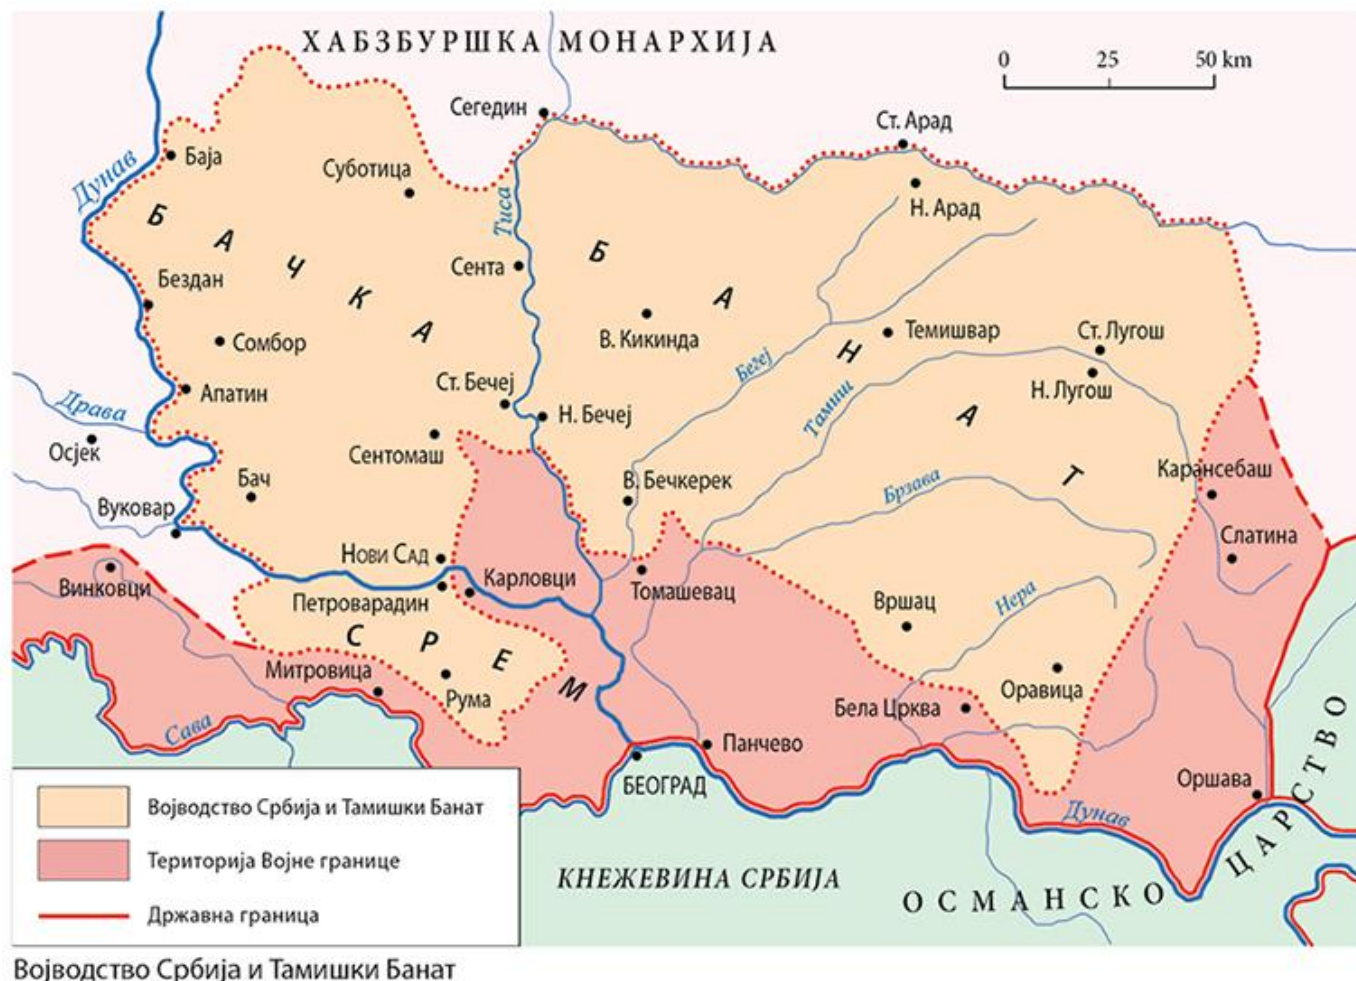 ХАБЗБУРШКА МОНАРХИЈА
0 25 50 km
Сегедин
Ст. Арад
Дунав
Баја
Суботица
Тиса
Н. Арад
БАЧКА
БАНАТ
Сента
Бездан
В. Кикинда
Темишвар
Ст. Лугош
Сомбор
Бегеј
Ст. Бечеј
Н. Лугош
Апатин
Тамиш
Драва
Н. Бечеј
Осјек
Сентомаш
Карансебаш
Бач
В. Бечкерек
Брзава
Вуковар
Слатина
Нови Сад
Винковци
Карловци
Томашевац
Петроварадин
Нера
Вршац
СРЕМ
Митровица
Рума
Оравица
Бела Црква
Сава
Панчево
БЕОГРАД
Оршава
Дунав
Војводство Србија и Тамишки Банат
Територија Војне границе
Државна граница
КНЕЖЕВИНА СРБИЈА
ОСМАНСКО ЦАРСТВО
Војводство Србија и Тамишки Банат